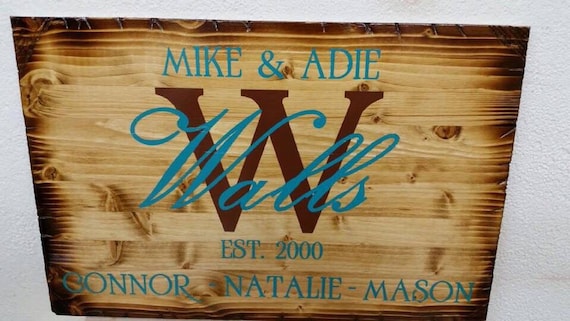 MIKE & ADIE
W
Walls
EST. 2000
CONNOR - NATALIE - MASON